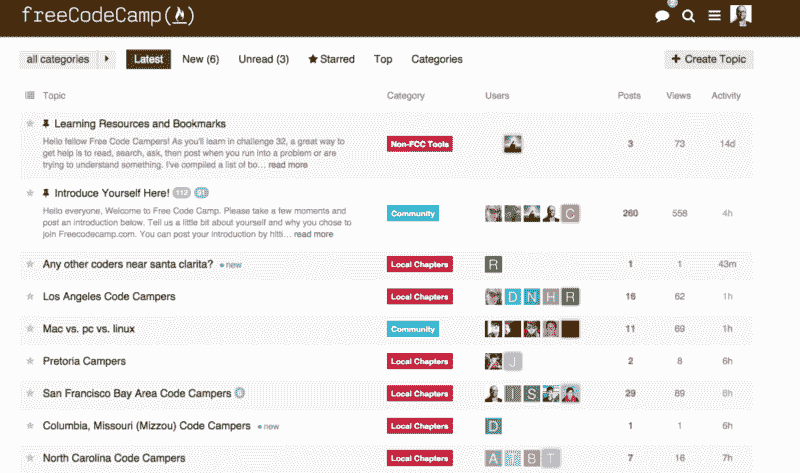 freeCodeCamp
all categories Latest New (6) Unread (3) Starred Top Categories + Create Topic
Topic Category Users Posts Views Activity
Learning Resources and Bookmarks
Hello fellow Free Code Campers! As you'll learn in challenge 32, a great way to
get help is to read, search, ask, then post when you run into a problem or are
trying to understand something. I've compiled a list of bo... read more
Non-FCC Tools 3 73 14d
Introduce Yourself Here! 112
Hello everyone, Welcome to Free Code Camp. Please take a few moments and
post an introduction below. Tell us a little bit about yourself and why you chose to
join Freecodecamp.com. You can post your introduction by hitti... read more
Community C 260 558 4h
Any other coders near santa clarita? new Local Chapters R 1 1 43m
Los Angeles Code Campers Local Chapters D N H R 16 62 1h
Mac vs. pc vs. linux Community 11 69 1h
Pretoria Campers Local Chapters J 2 8 6h
San Francisco Bay Area Code Campers Local Chapters I S 29 89 6h
Columbia, Missouri (Mizzou) Code Campers new Local Chapters D 1 1 6h
North Carolina Code Campers Local Chapters A T B T 7 16 7h